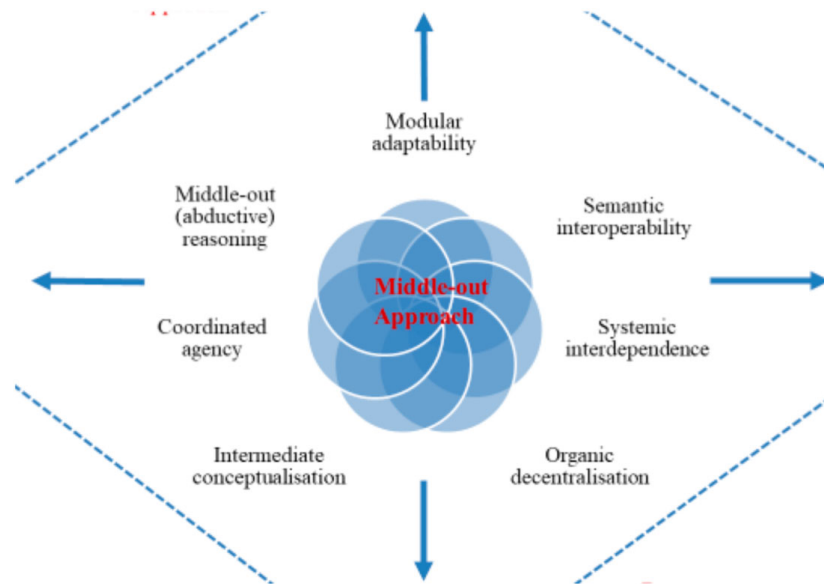 Modular
adaptability
Middle-out
(abductive)
reasoning
Semantic
interoperability
Middle-out
Approach
Coordinated
agency
Systemic
interdependence
Intermediate
conceptualisation
Organic
decentralisation